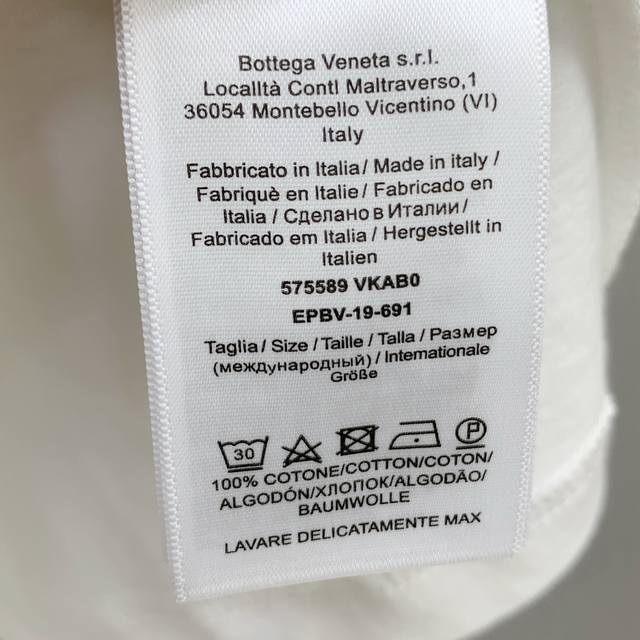 Bottega Veneta s.r.l.
Localltà Contl Maltraverso,1
36054 Montebello Vicentino (VI)
Italy
Fabbricato in Italia / Made in italy /
Fabriquè en Italie / Fabricado en
Italia / Сделано в Италии /
Fabricado em Italia / Hergestellt in
Italien
575589 VKAB0
EPBV-19-691
Taglia / Size / Taille / Talla / Размер
(международный) / Internationale
Größe
30
P
100% COTONE/COTTON/COTON/
ALGODÓN/ХЛОПОК/ALGODÃO/
BAUMWOLLE
LAVARE DELICATAMENTE MAX